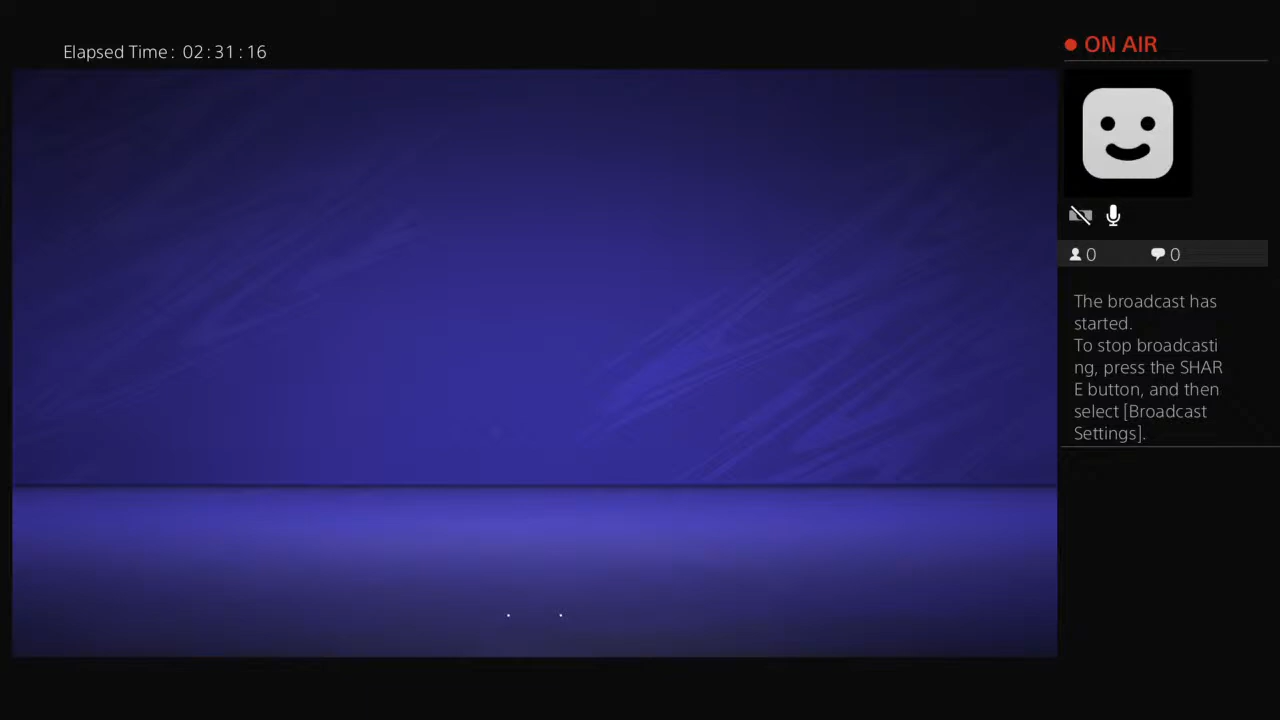 Elapsed Time: 02:31:16
ON AIR
0 0
The broadcast has
started.
To stop broadcasti
ng, press the SHAR
E button, and then
select [Broadcast
Settings].